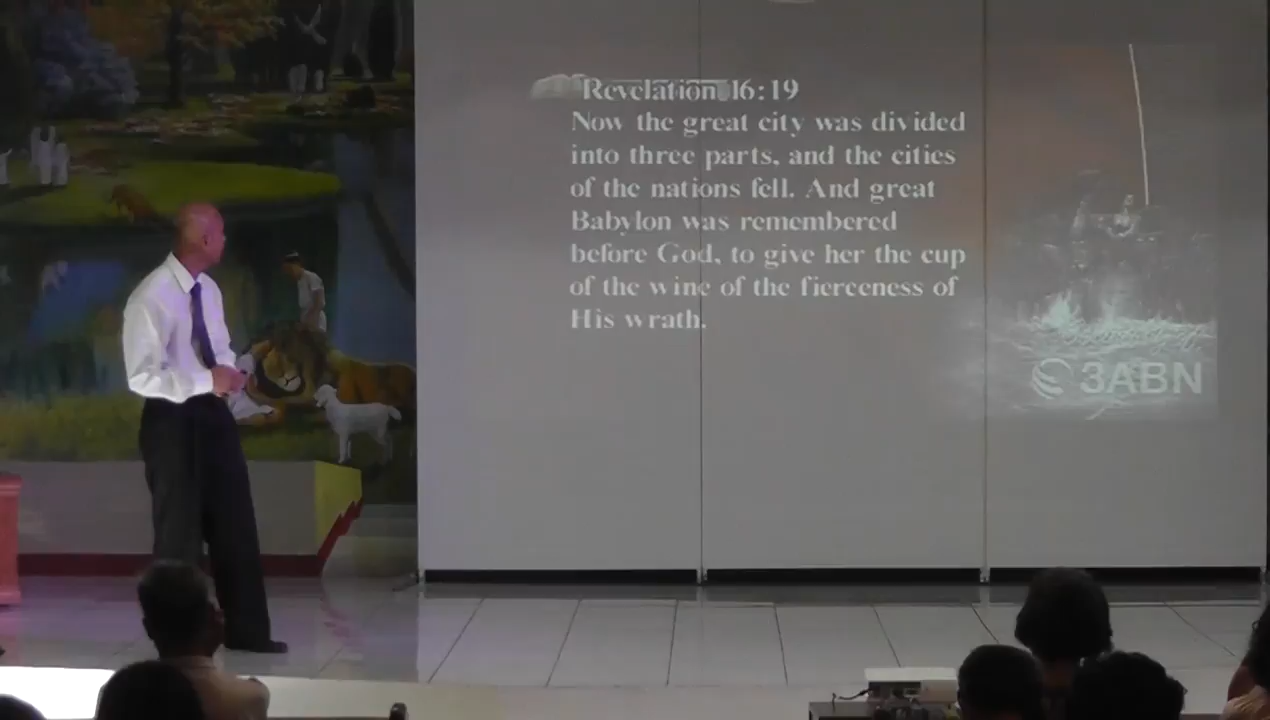 Revelation 16:19
Now the great city was divided
into three parts, and the cities
of the nations fell. And great
Babylon was remembered
before God, to give her the cup
of the wine of the fierceness of
His wrath.
3ABN